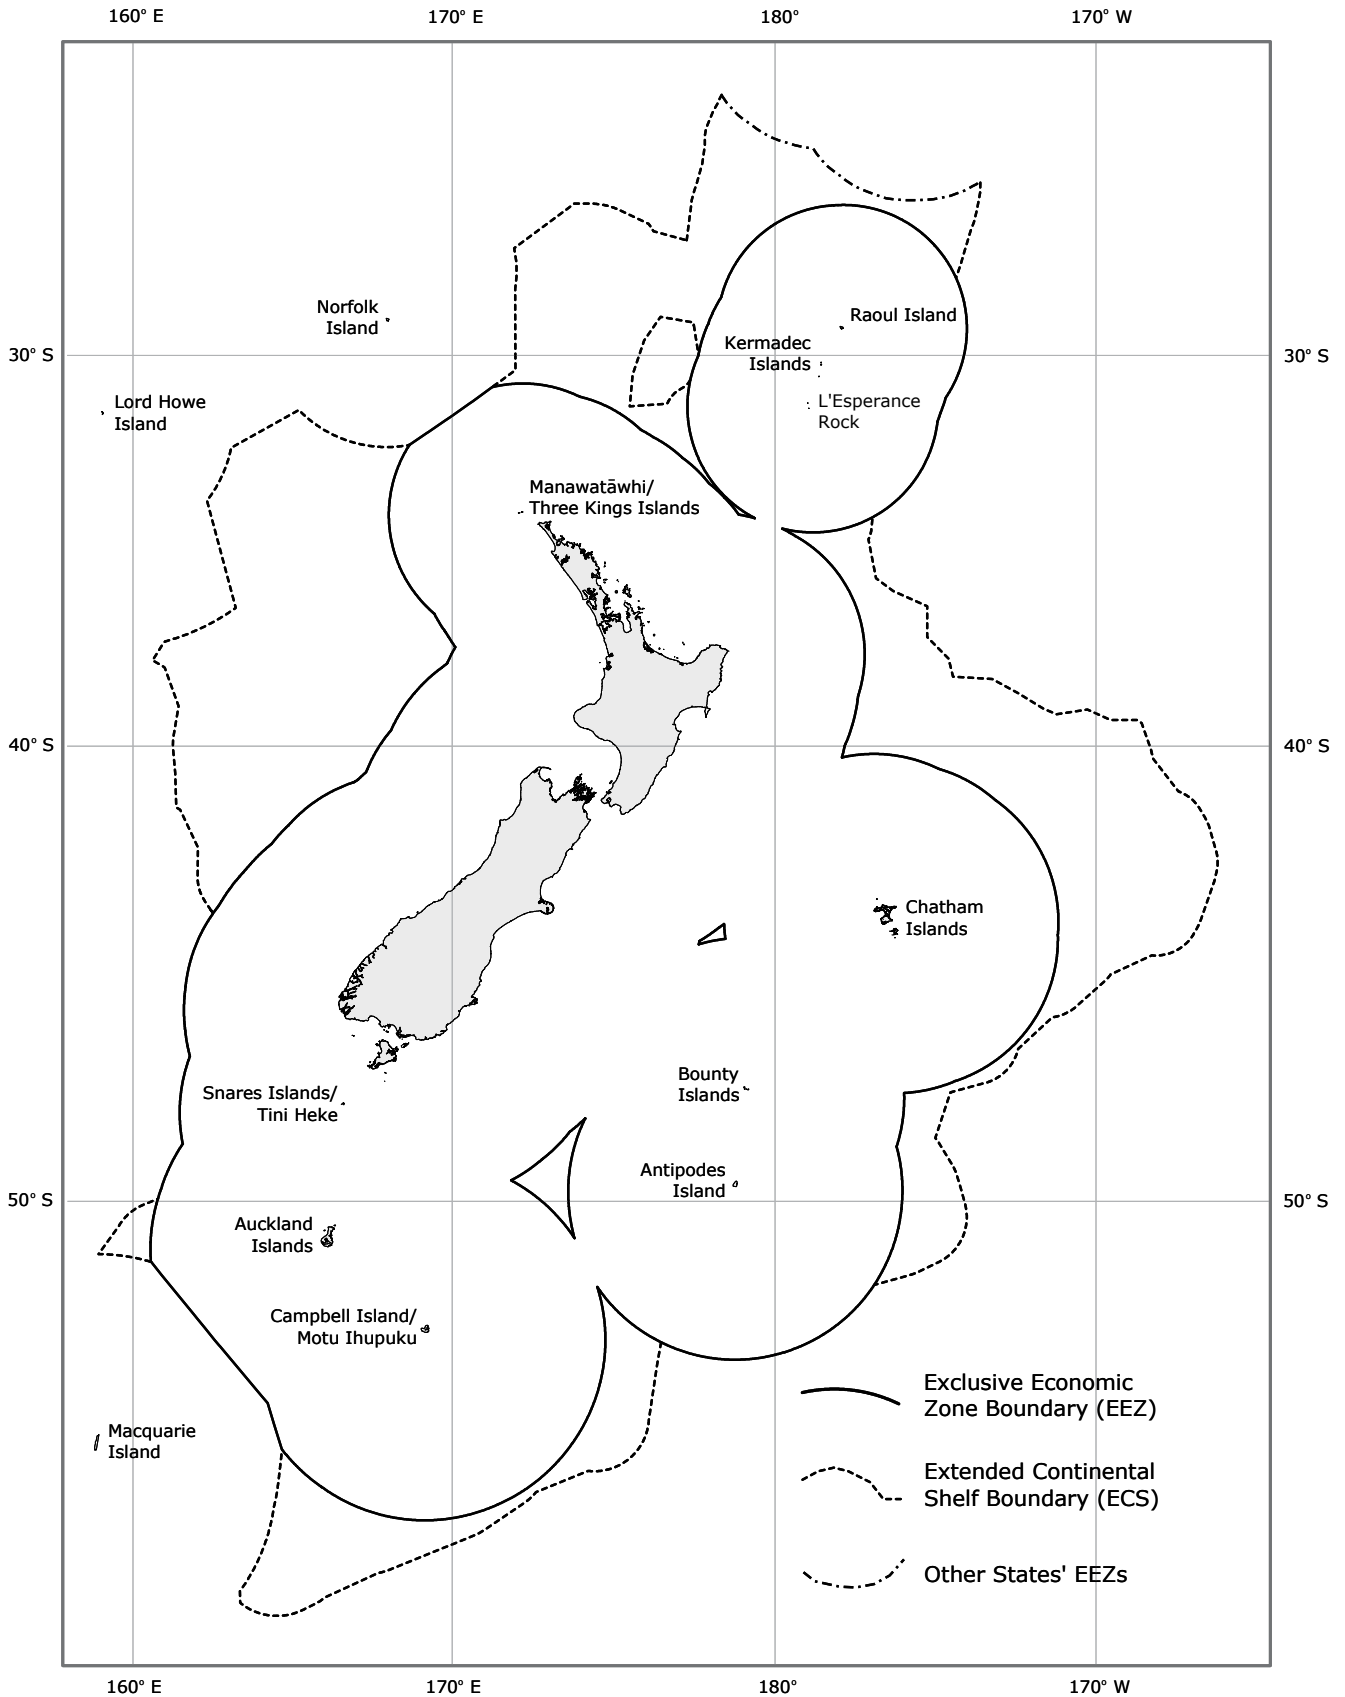 160° E
170° E
180°
170° W
Norfolk
Island
Raoul Island
Kermadec
Islands
30° S
30° S
Lord Howe
Island
L'Esperance
Rock
Manawatāwhi/
Three Kings Islands
40° S
40° S
Chatham
Islands
Snares Islands/
Tini Heke
Bounty
Islands
Antipodes
Island
50° S
50° S
Auckland
Islands
Campbell Island/
Motu Ihupuku
Macquarie
Island
Exclusive Economic
Zone Boundary (EEZ)
Extended Continental
Shelf Boundary (ECS)
Other States' EEZs
160° E
170° E
180°
170° W